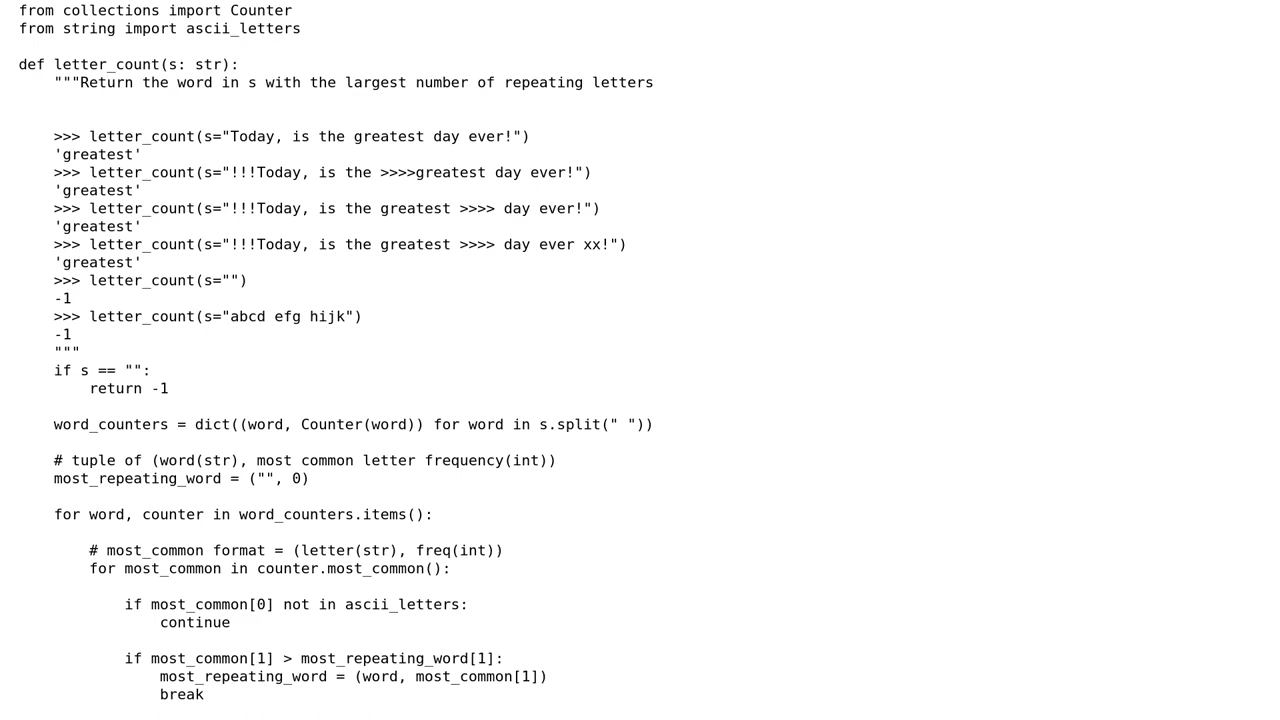 from collections import Counter
from string import ascii_letters

def letter_count(s: str):
    """Return the word in s with the largest number of repeating letters


    >>> letter_count(s="Today, is the greatest day ever!")
    'greatest'
    >>> letter_count(s="!!!Today, is the >>>>greatest day ever!")
    'greatest'
    >>> letter_count(s="!!!Today, is the greatest >>>> day ever!")
    'greatest'
    >>> letter_count(s="!!!Today, is the greatest >>>> day ever xx!")
    'greatest'
    >>> letter_count(s="")
    -1
    >>> letter_count(s="abcd efg hijk")
    -1
    """
    if s == "":
        return -1

    word_counters = dict((word, Counter(word)) for word in s.split(" "))

    # tuple of (word(str), most common letter frequency(int))
    most_repeating_word = ("", 0)

    for word, counter in word_counters.items():

        # most_common format = (letter(str), freq(int))
        for most_common in counter.most_common():

            if most_common[0] not in ascii_letters:
                continue

            if most_common[1] > most_repeating_word[1]:
                most_repeating_word = (word, most_common[1])
                break